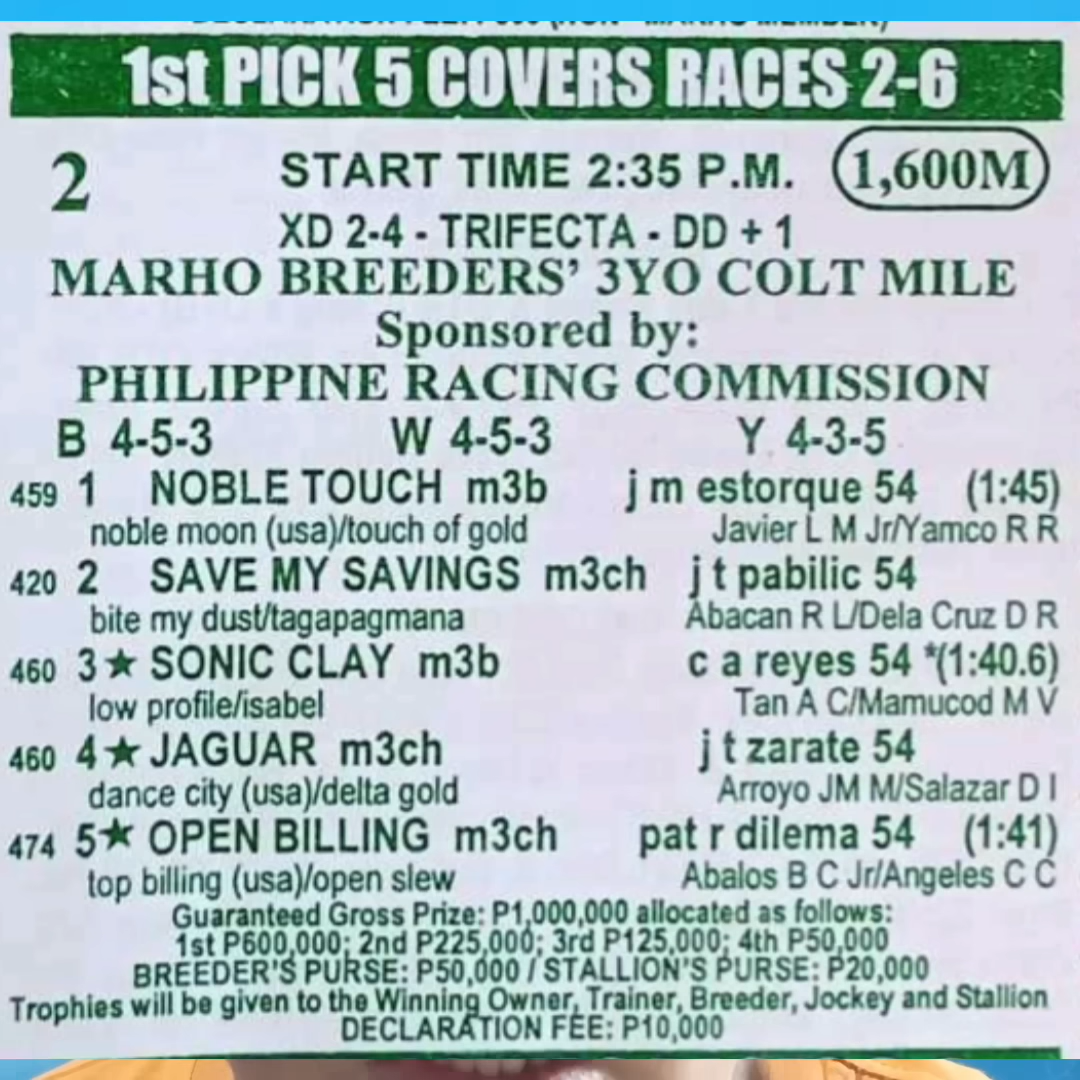 1st PICK 5 COVERS RACES 2-6
2 START TIME 2:35 P.M. 1,600M
XD 2-4 - TRIFECTA - DD + 1
MARHO BREEDERS' 3YO COLT MILE
Sponsored by:
PHILIPPINE RACING COMMISSION
B 4-5-3 W 4-5-3 Y 4-3-5
459 1 NOBLE TOUCH m3b j m estorque 54 (1:45)
noble moon (usa)/touch of gold Javier L M Jr/Yamco R R
420 2 SAVE MY SAVINGS m3ch j t pabilic 54
bite my dust/tagapagmana Abacan R L/Dela Cruz D R
460 3★ SONIC CLAY m3b c a reyes 54 *(1:40.6)
low profile/isabel Tan A C/Mamucod M V
460 4★ JAGUAR m3ch j t zarate 54
dance city (usa)/delta gold Arroyo JM M/Salazar D I
474 5★ OPEN BILLING m3ch pat r dilema 54 (1:41)
top billing (usa)/open slew Abalos B C Jr/Angeles C C
Guaranteed Gross Prize: P1,000,000 allocated as follows:
1st P600,000; 2nd P225,000; 3rd P125,000; 4th P50,000
BREEDER'S PURSE: P50,000 / STALLION'S PURSE: P20,000
Trophies will be given to the Winning Owner, Trainer, Breeder, Jockey and Stallion
DECLARATION FEE: P10,000